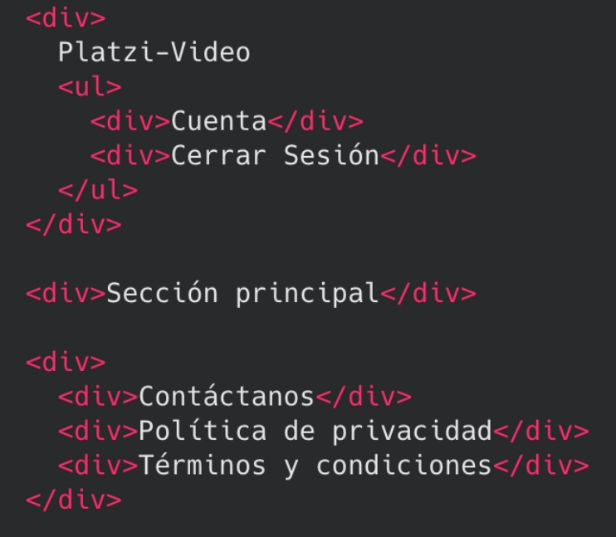 <div>
Platzi-Video
<ul>
<div>Cuenta</div>
<div>Cerrar Sesión</div>
</ul>
</div>
<div>Sección principal</div>
<div>
<div>Contáctanos</div>
<div>Política de privacidad</div>
<div>Términos y condiciones</div>
</div>